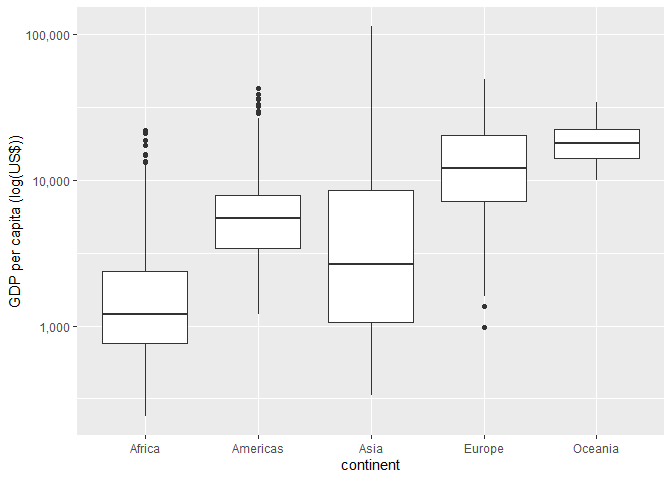 100,000
10,000
1,000
GDP per capita (log(US$))
Africa Americas Asia Europe Oceania
continent